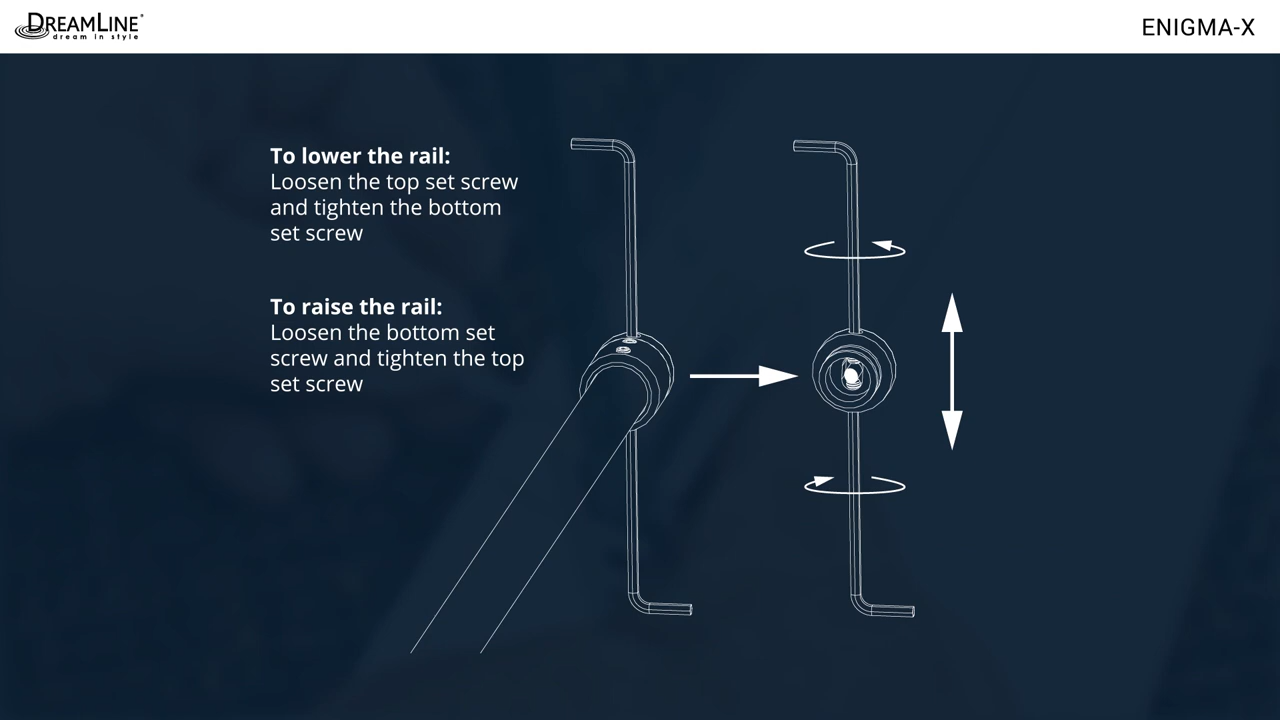 DREAMLINE®
dream in style
ENIGMA-X
To lower the rail:
Loosen the top set screw
and tighten the bottom
set screw
To raise the rail:
Loosen the bottom set
screw and tighten the top
set screw